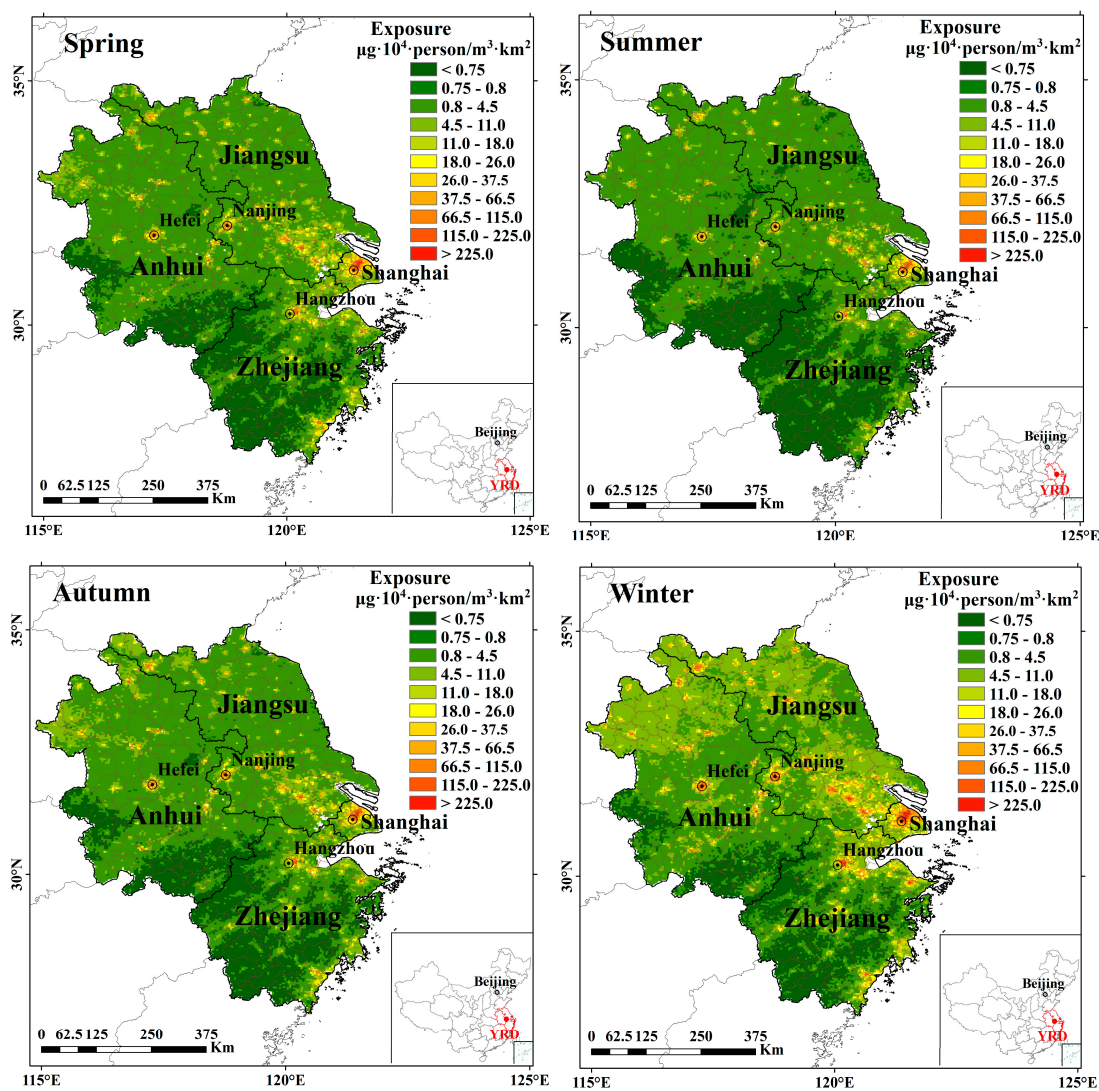 Spring
Exposure
µg·10⁴·person/m³·km²
< 0.75
0.75 - 0.8
0.8 - 4.5
4.5 - 11.0
11.0 - 18.0
18.0 - 26.0
26.0 - 37.5
37.5 - 66.5
66.5 - 115.0
115.0 - 225.0
> 225.0
35°N
30°N
Jiangsu
Hefei
Nanjing
Anhui
Shanghai
Hangzhou
Zhejiang
Beijing
YRD
0 62.5 125 250 375
Km
115°E
120°E
125°E
Summer
Exposure
µg·10⁴·person/m³·km²
< 0.75
0.75 - 0.8
0.8 - 4.5
4.5 - 11.0
11.0 - 18.0
18.0 - 26.0
26.0 - 37.5
37.5 - 66.5
66.5 - 115.0
115.0 - 225.0
> 225.0
35°N
30°N
Jiangsu
Hefei
Nanjing
Anhui
Shanghai
Hangzhou
Zhejiang
Beijing
YRD
0 62.5 125 250 375
Km
115°E
120°E
125°E
Autumn
Exposure
µg·10⁴·person/m³·km²
< 0.75
0.75 - 0.8
0.8 - 4.5
4.5 - 11.0
11.0 - 18.0
18.0 - 26.0
26.0 - 37.5
37.5 - 66.5
66.5 - 115.0
115.0 - 225.0
> 225.0
35°N
30°N
Jiangsu
Hefei
Nanjing
Anhui
Shanghai
Hangzhou
Zhejiang
Beijing
YRD
0 62.5 125 250 375
Km
115°E
120°E
125°E
Winter
Exposure
µg·10⁴·person/m³·km²
< 0.75
0.75 - 0.8
0.8 - 4.5
4.5 - 11.0
11.0 - 18.0
18.0 - 26.0
26.0 - 37.5
37.5 - 66.5
66.5 - 115.0
115.0 - 225.0
> 225.0
35°N
30°N
Jiangsu
Hefei
Nanjing
Anhui
Shanghai
Hangzhou
Zhejiang
Beijing
YRD
0 62.5 125 250 375
Km
115°E
120°E
125°E